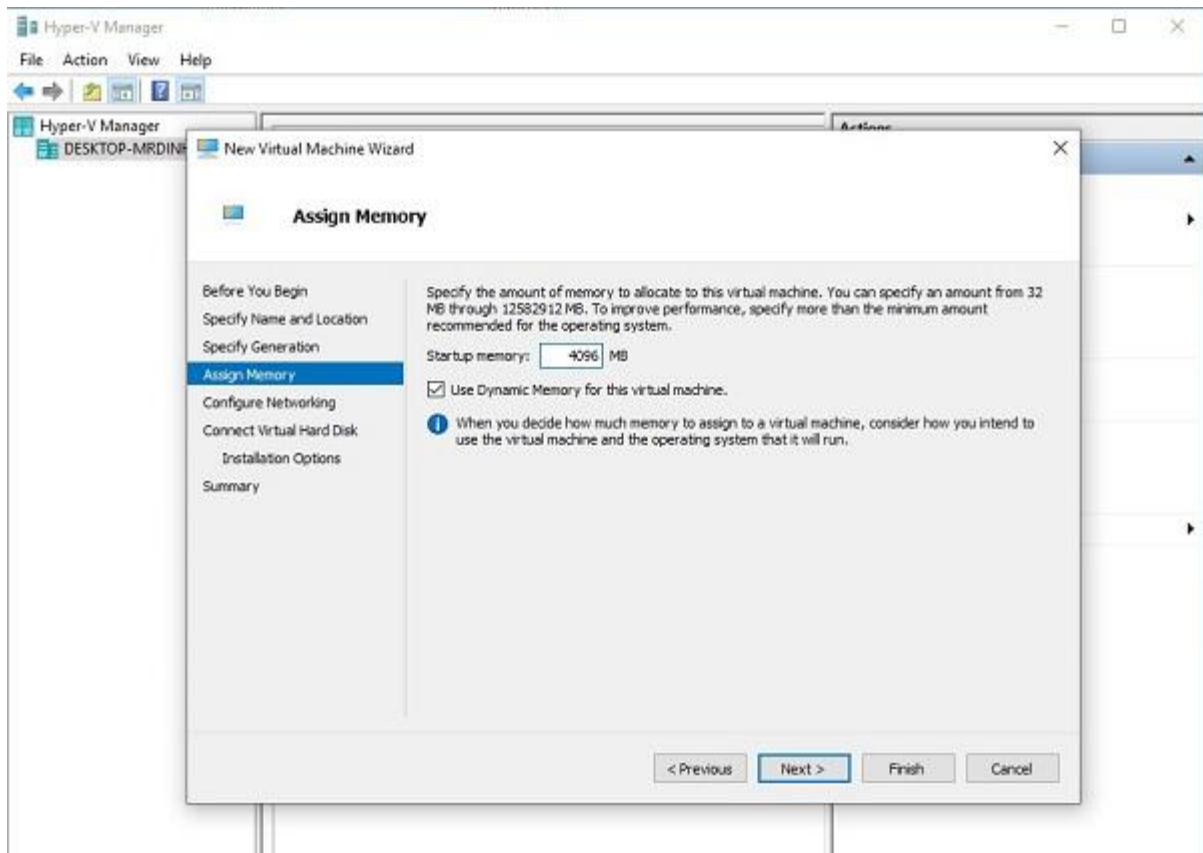 Hyper-V Manager
File Action View Help
Hyper-V Manager
DESKTOP-MRDINH
Actions
New Virtual Machine Wizard
Assign Memory
Before You Begin
Specify Name and Location
Specify Generation
Assign Memory
Configure Networking
Connect Virtual Hard Disk
Installation Options
Summary
Specify the amount of memory to allocate to this virtual machine. You can specify an amount from 32
MB through 12582912 MB. To improve performance, specify more than the minimum amount
recommended for the operating system.
Startup memory: 4096 MB
Use Dynamic Memory for this virtual machine.
When you decide how much memory to assign to a virtual machine, consider how you intend to
use the virtual machine and the operating system that it will run.
< Previous Next > Finish Cancel